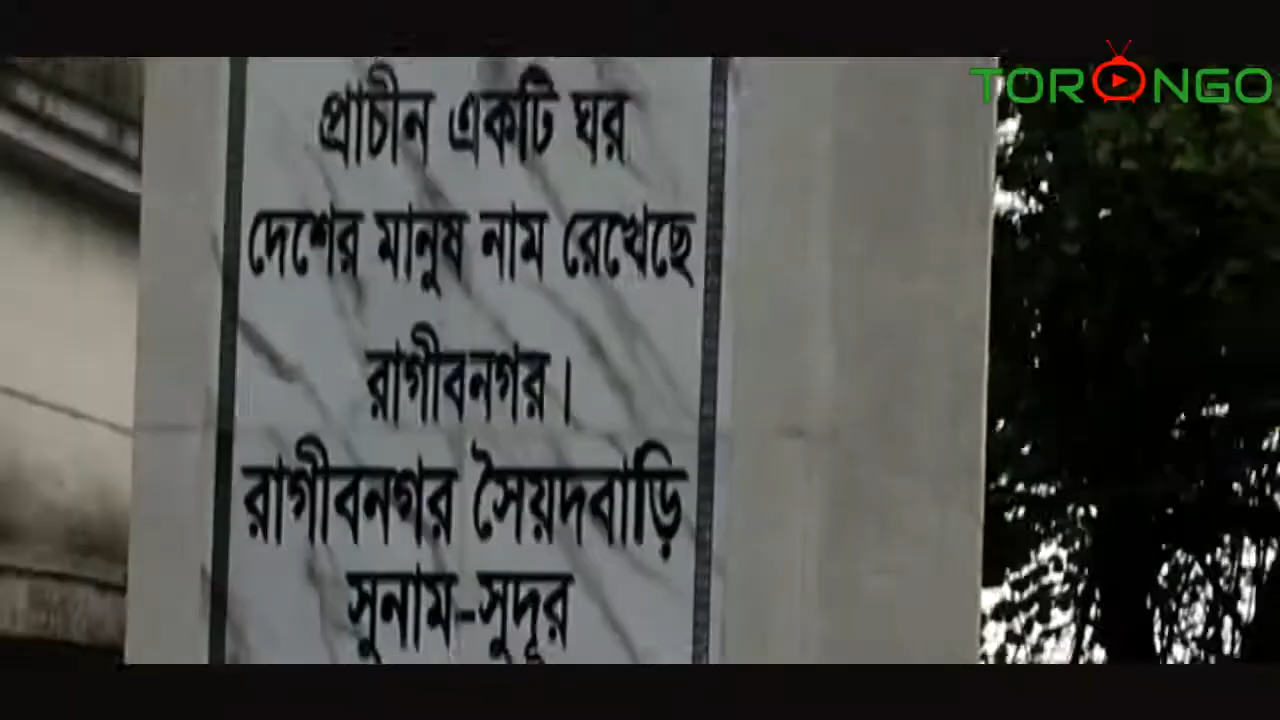 TORONGO
প্রাচীন একটি ঘর
দেশের মানুষ নাম রেখেছে
রাগীবনগর।
রাগীবনগর সৈয়দবাড়ি
সুনাম-সুদূর